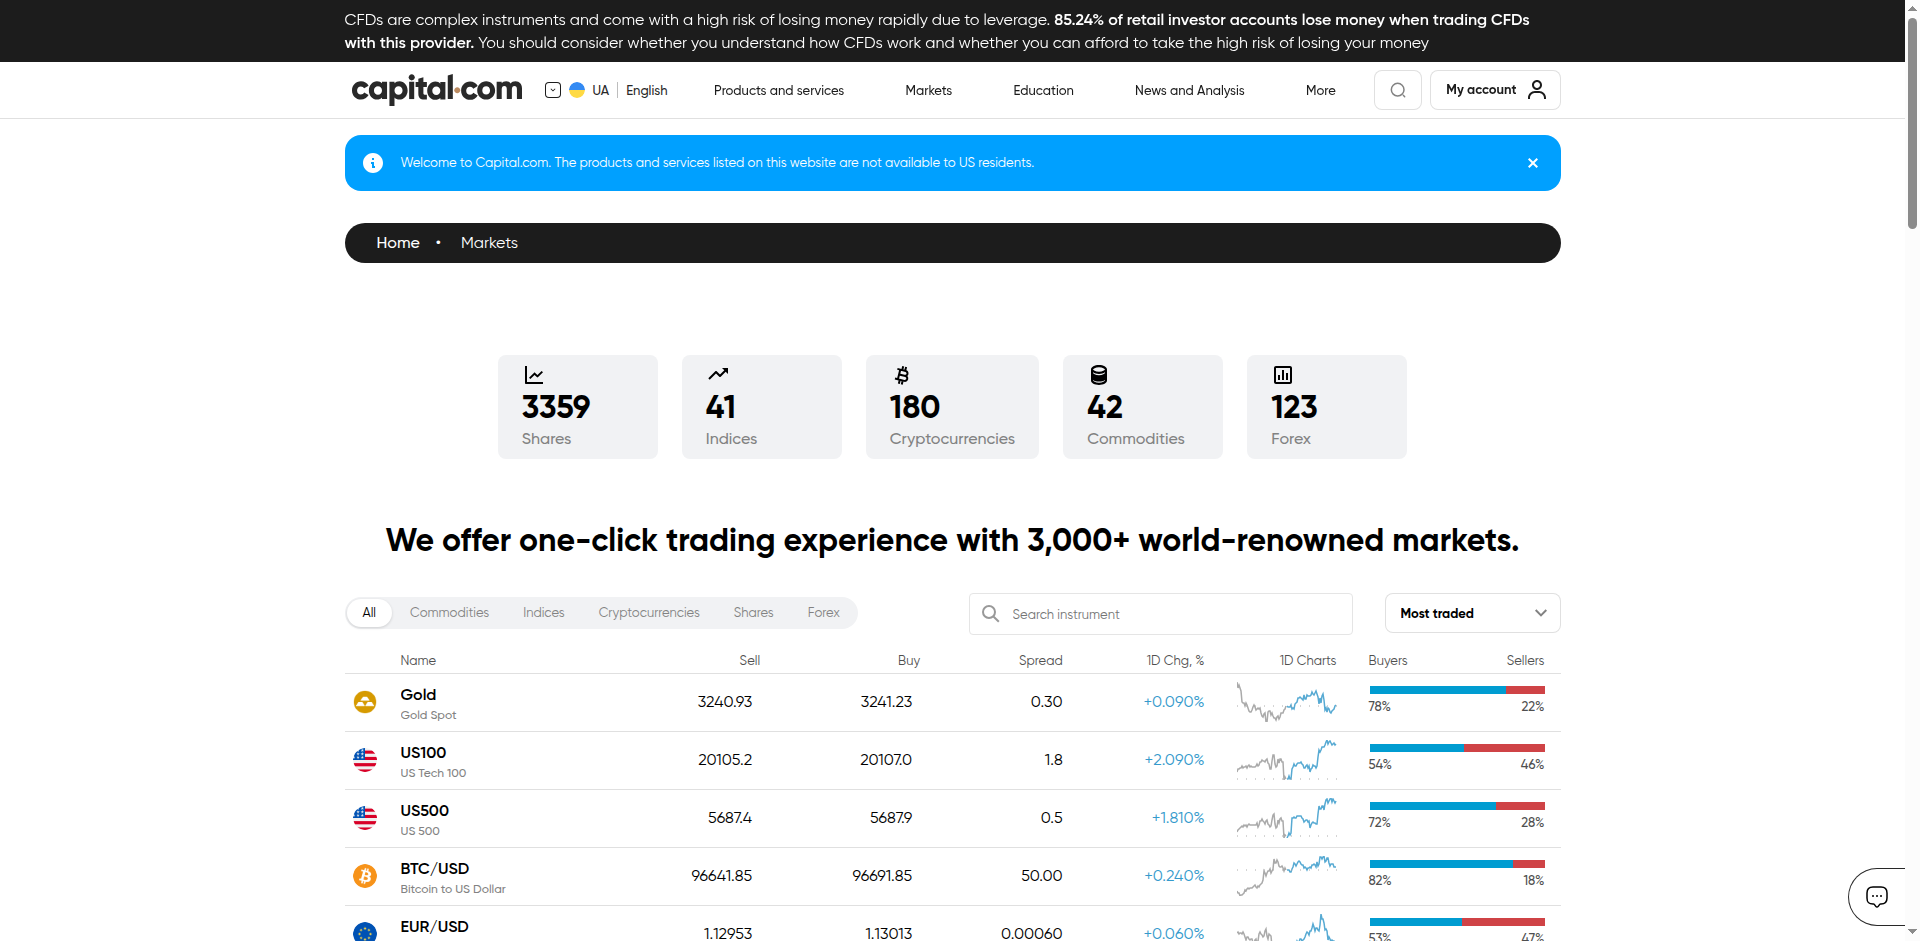 CFDs are complex instruments and come with a high risk of losing money rapidly due to leverage. 85.24% of retail investor accounts lose money when trading CFDs
with this provider. You should consider whether you understand how CFDs work and whether you can afford to take the high risk of losing your money
capital.com
UA English Products and services Markets Education News and Analysis More My account
Welcome to Capital.com. The products and services listed on this website are not available to US residents.
Home • Markets
3359 41 180 42 123
Shares Indices Cryptocurrencies Commodities Forex
We offer one-click trading experience with 3,000+ world-renowned markets.
All Commodities Indices Cryptocurrencies Shares Forex Search instrument Most traded
Name Sell Buy Spread 1D Chg, % 1D Charts Buyers Sellers
Gold 3240.93 3241.23 0.30 +0.090% 78% 22%
Gold Spot
US100 20105.2 20107.0 1.8 +2.090% 54% 46%
US Tech 100
US500 5687.4 5687.9 0.5 +1.810% 72% 28%
US 500
BTC/USD 96641.85 96691.85 50.00 +0.240% 82% 18%
Bitcoin to US Dollar
EUR/USD 1.12953 1.13013 0.00060 +0.060% 53% 47%